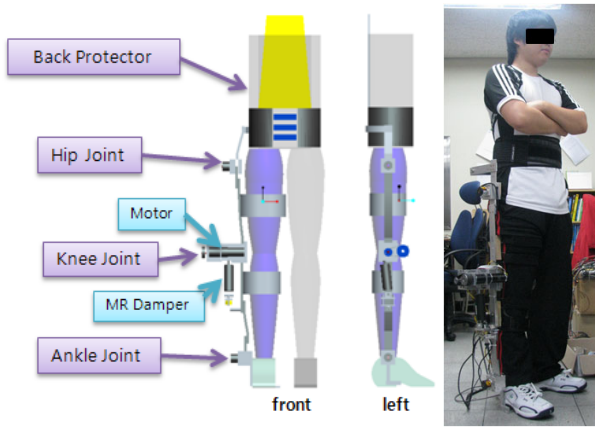 Back Protector
Hip Joint
Motor
Knee Joint
MR Damper
Ankle Joint
front
left